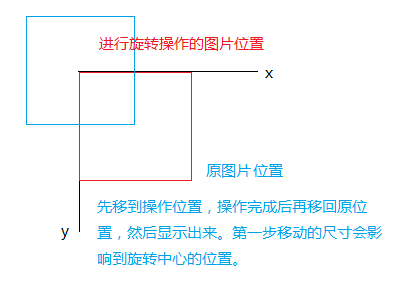 进行旋转操作的图片位置
x
原图片位置
先移到操作位置，操作完成后再移回原位
置，然后显示出来。第一步移动的尺寸会影
响到旋转中心的位置。
y